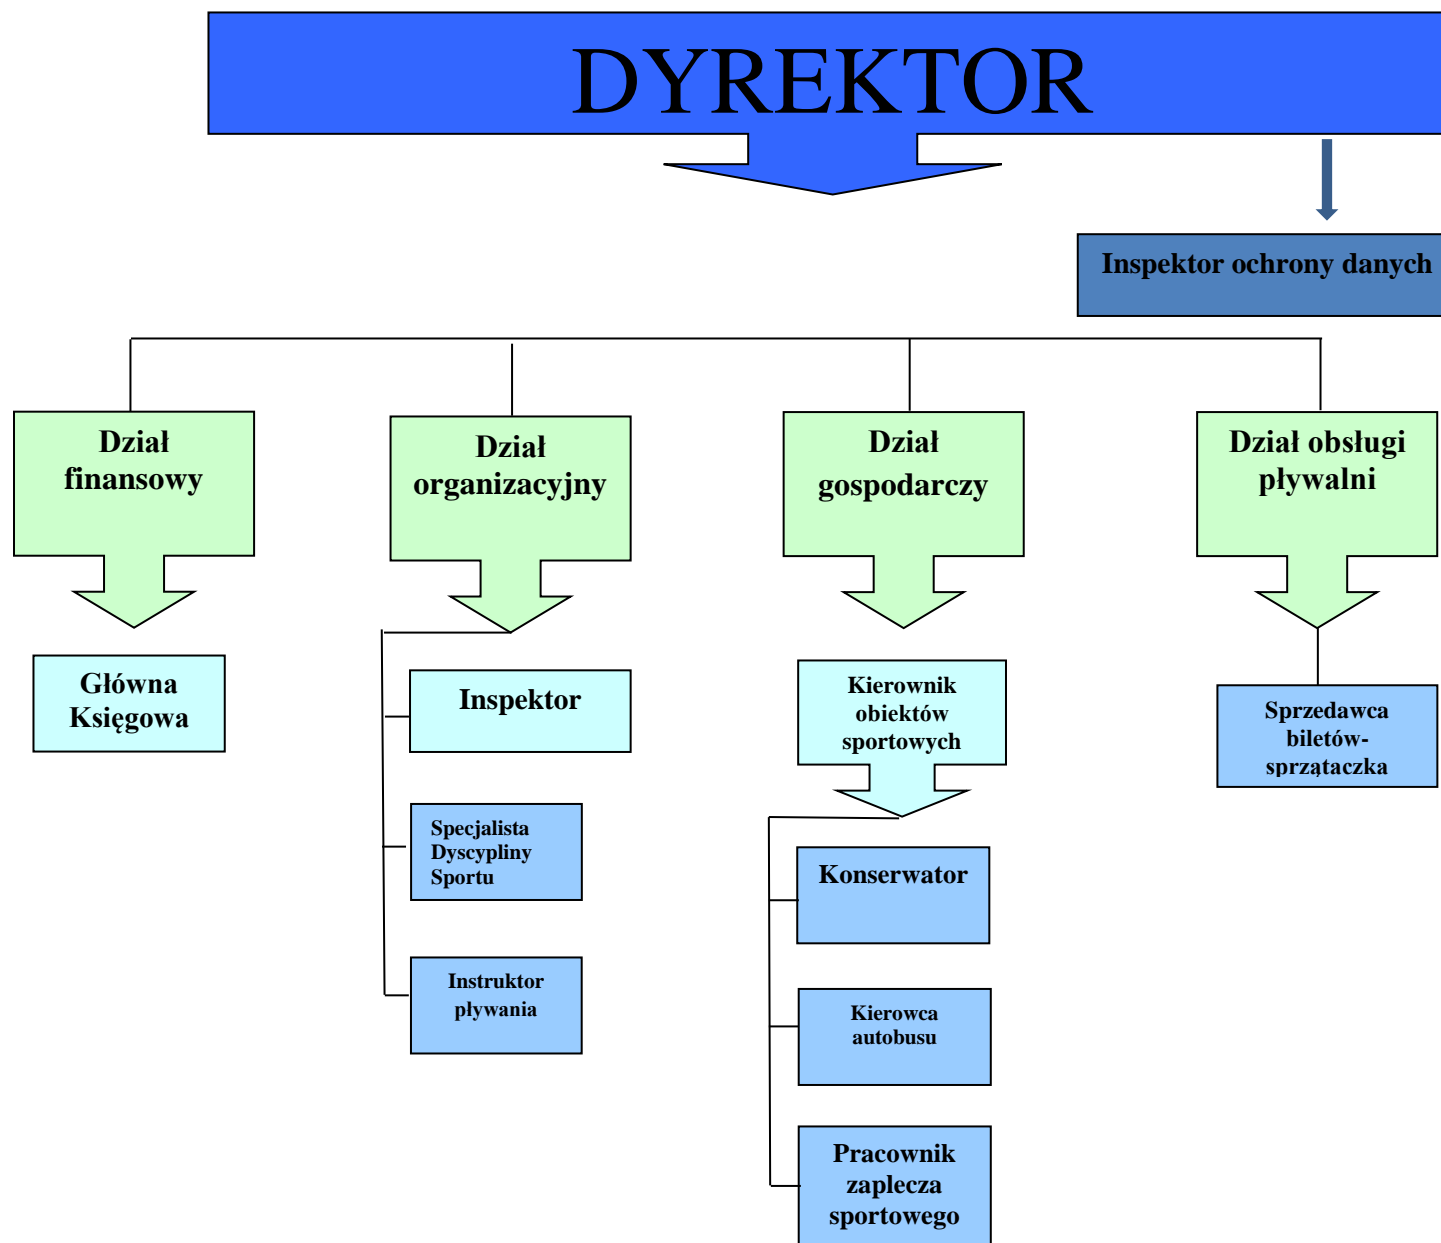 DYREKTOR
Inspektor ochrony danych
Dział
finansowy
Dział
organizacyjny
Dział
gospodarczy
Dział obsługi
pływalni
Główna
Księgowa
Inspektor
Specjalista
Dyscypliny
Sportu
Instruktor
pływania
Kierownik
obiektów
sportowych
Konserwator
Kierowca
autobusu
Pracownik
zaplecza
sportowego
Sprzedawca
biletów-
sprzątaczka